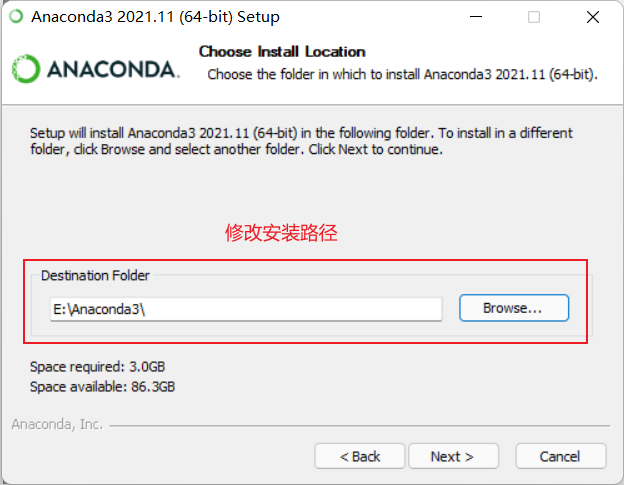 Anaconda3 2021.11 (64-bit) Setup
Choose Install Location
ANACONDA.
Choose the folder in which to install Anaconda3 2021.11 (64-bit).
Setup will install Anaconda3 2021.11 (64-bit) in the following folder. To install in a different
folder, click Browse and select another folder. Click Next to continue.
修改安装路径
Destination Folder
E:\Anaconda3\
Browse...
Space required: 3.0GB
Space available: 86.3GB
Anaconda, Inc.
< Back
Next >
Cancel